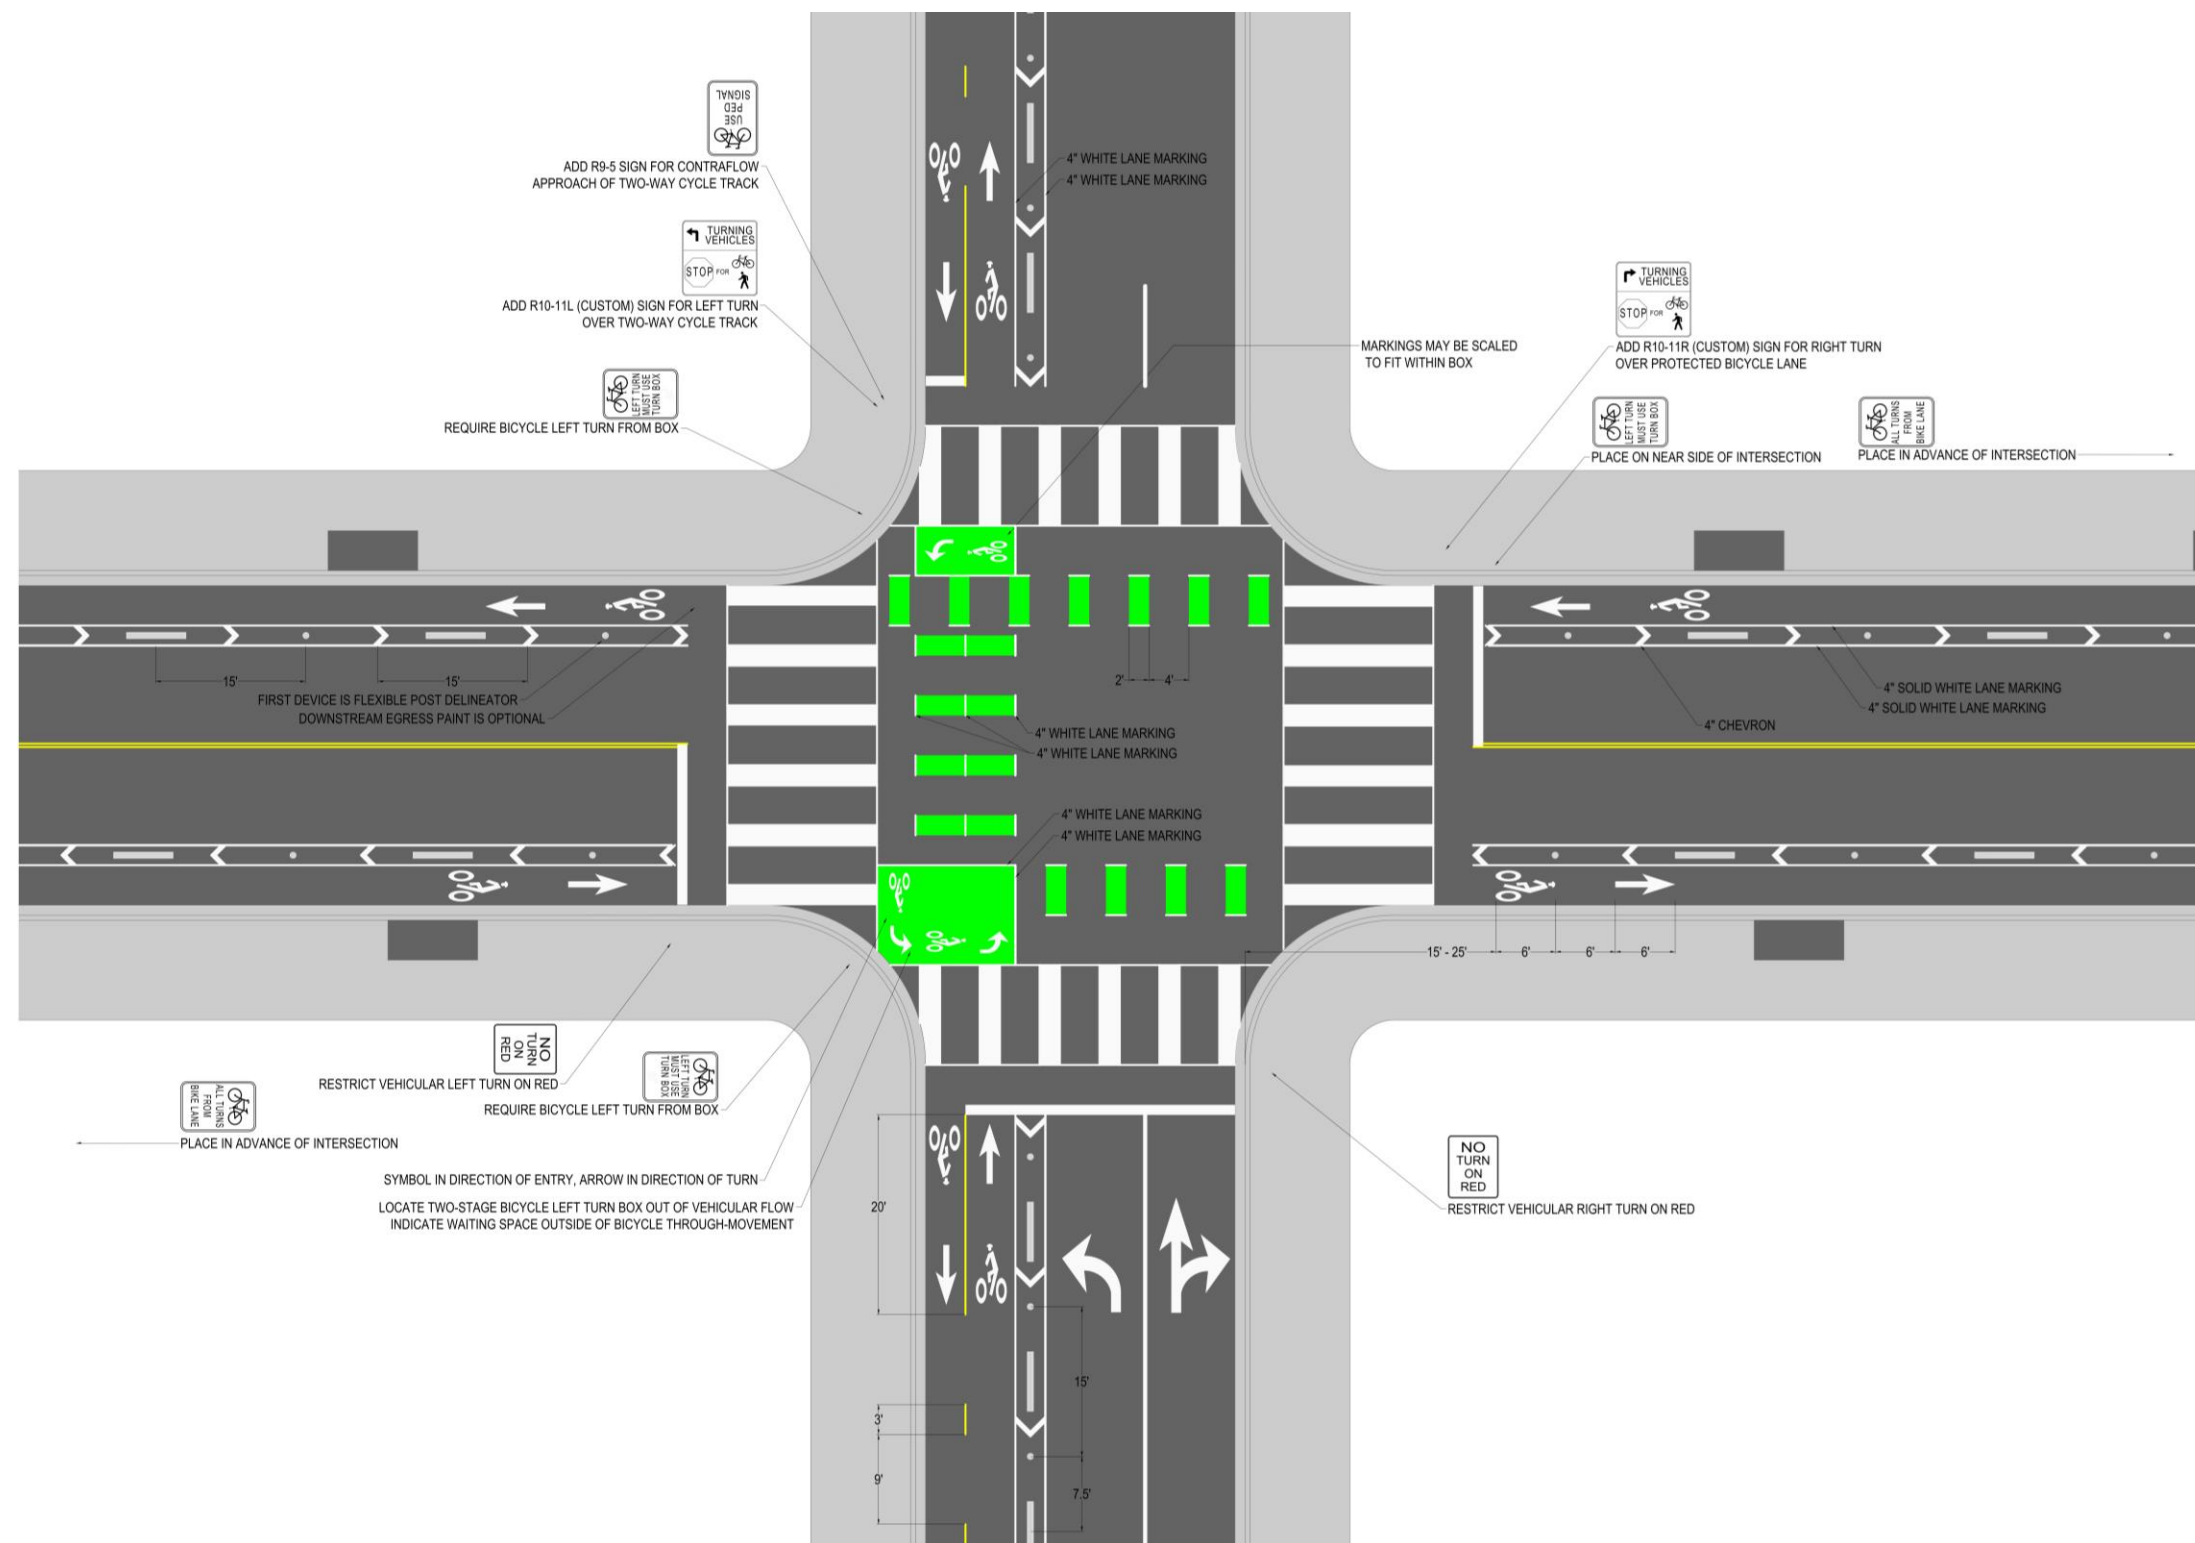 USE
PED
SIGNAL
ADD R9-5 SIGN FOR CONTRAFLOW
APPROACH OF TWO-WAY CYCLE TRACK
4" WHITE LANE MARKING
4" WHITE LANE MARKING
TURNING
VEHICLES
STOP FOR
ADD R10-11L (CUSTOM) SIGN FOR LEFT TURN
OVER TWO-WAY CYCLE TRACK
TURNING
VEHICLES
STOP FOR
ADD R10-11R (CUSTOM) SIGN FOR RIGHT TURN
OVER PROTECTED BICYCLE LANE
MARKINGS MAY BE SCALED
TO FIT WITHIN BOX
LEFT TURN
MUST USE
TURN BOX
REQUIRE BICYCLE LEFT TURN FROM BOX
LEFT TURN
MUST USE
TURN BOX
PLACE ON NEAR SIDE OF INTERSECTION
ALL TURNS
FROM
BIKE LANE
PLACE IN ADVANCE OF INTERSECTION
15'
15'
FIRST DEVICE IS FLEXIBLE POST DELINEATOR
DOWNSTREAM EGRESS PAINT IS OPTIONAL
2'
4'
4" SOLID WHITE LANE MARKING
4" SOLID WHITE LANE MARKING
4" CHEVRON
4" WHITE LANE MARKING
4" WHITE LANE MARKING
4" WHITE LANE MARKING
4" WHITE LANE MARKING
15' - 25'
6'
6'
6'
NO
TURN
ON
RED
RESTRICT VEHICULAR LEFT TURN ON RED
LEFT TURN
MUST USE
TURN BOX
REQUIRE BICYCLE LEFT TURN FROM BOX
ALL TURNS
FROM
BIKE LANE
PLACE IN ADVANCE OF INTERSECTION
SYMBOL IN DIRECTION OF ENTRY, ARROW IN DIRECTION OF TURN
LOCATE TWO-STAGE BICYCLE LEFT TURN BOX OUT OF VEHICULAR FLOW
INDICATE WAITING SPACE OUTSIDE OF BICYCLE THROUGH-MOVEMENT
NO
TURN
ON
RED
RESTRICT VEHICULAR RIGHT TURN ON RED
20'
15'
3'
9'
7.5'